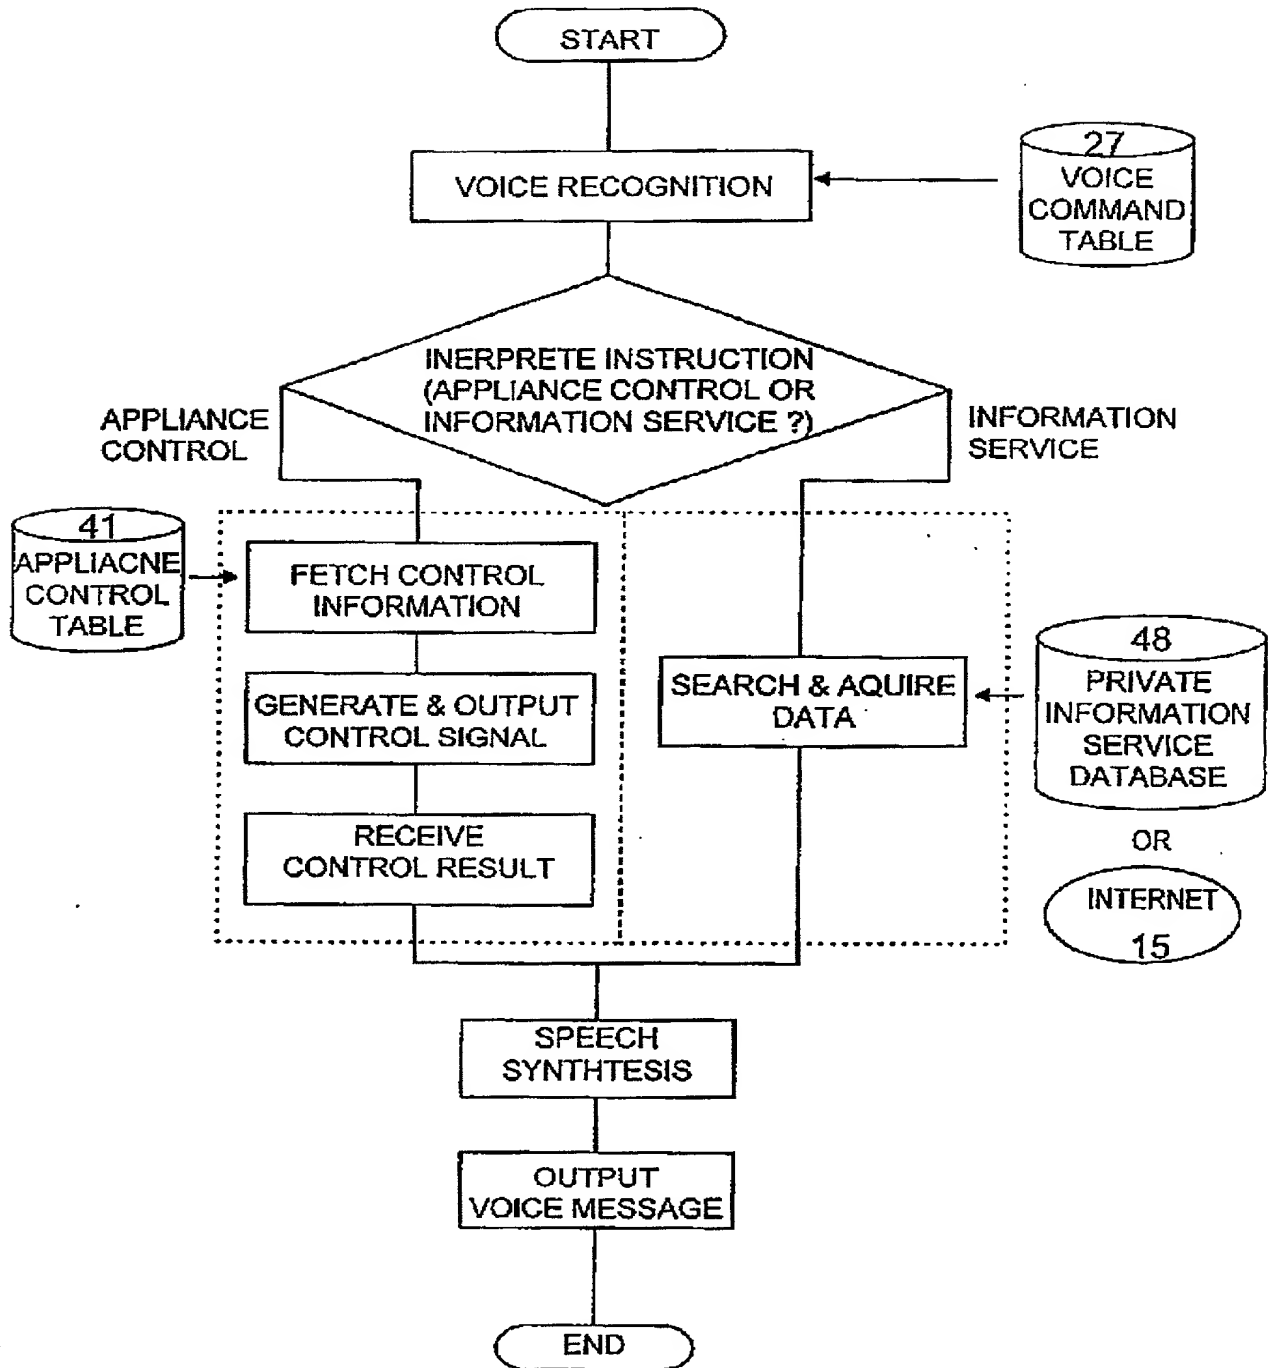 START
VOICE RECOGNITION
27
VOICE
COMMAND
TABLE
INERPRETE INSTRUCTION
(APPLIANCE CONTROL OR
INFORMATION SERVICE ?)
APPLIANCE
CONTROL
INFORMATION
SERVICE
41
APPLIACNE
CONTROL
TABLE
FETCH CONTROL
INFORMATION
GENERATE & OUTPUT
CONTROL SIGNAL
RECEIVE
CONTROL RESULT
SEARCH & AQUIRE
DATA
48
PRIVATE
INFORMATION
SERVICE
DATABASE
OR
INTERNET
15
SPEECH
SYNTHTESIS
OUTPUT
VOICE MESSAGE
END